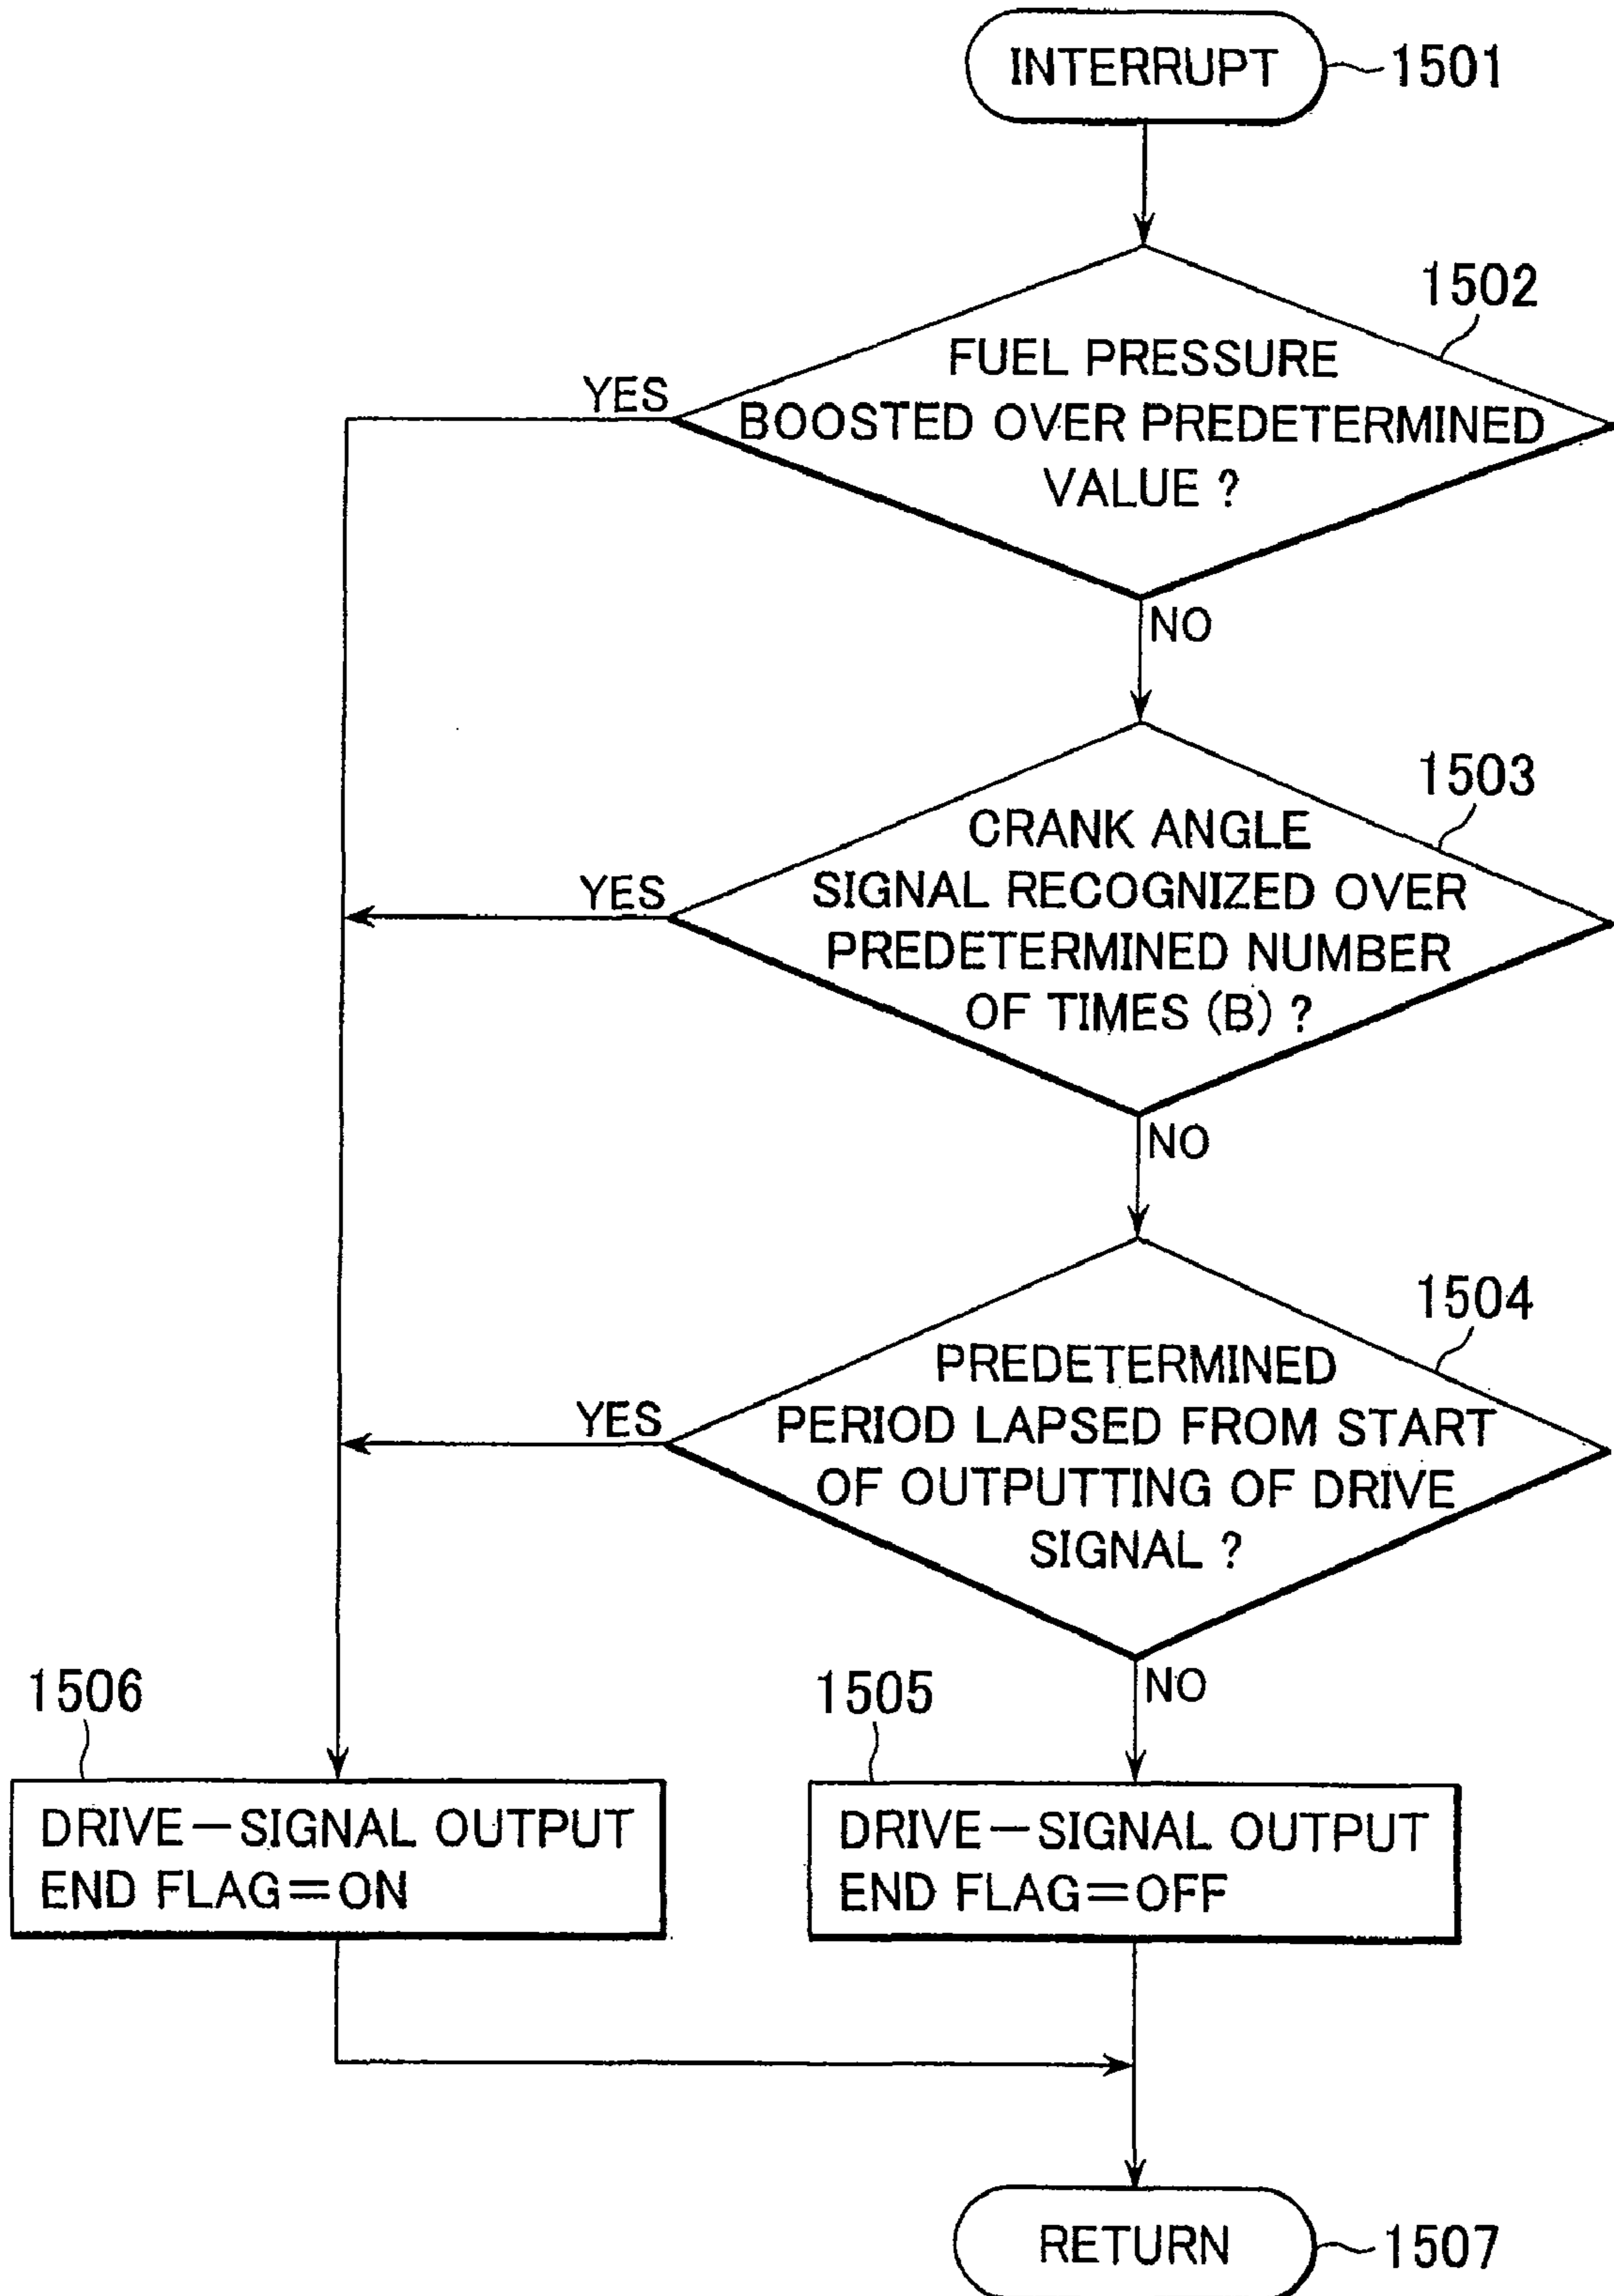 INTERRUPT
1501
1502
FUEL PRESSURE
BOOSTED OVER PREDETERMINED
VALUE ?
YES
NO
1503
CRANK ANGLE
SIGNAL RECOGNIZED OVER
PREDETERMINED NUMBER
OF TIMES (B) ?
YES
NO
1504
PREDETERMINED
PERIOD LAPSED FROM START
OF OUTPUTTING OF DRIVE
SIGNAL ?
YES
NO
1506
DRIVE-SIGNAL OUTPUT
END FLAG=ON
1505
DRIVE-SIGNAL OUTPUT
END FLAG=OFF
RETURN
1507